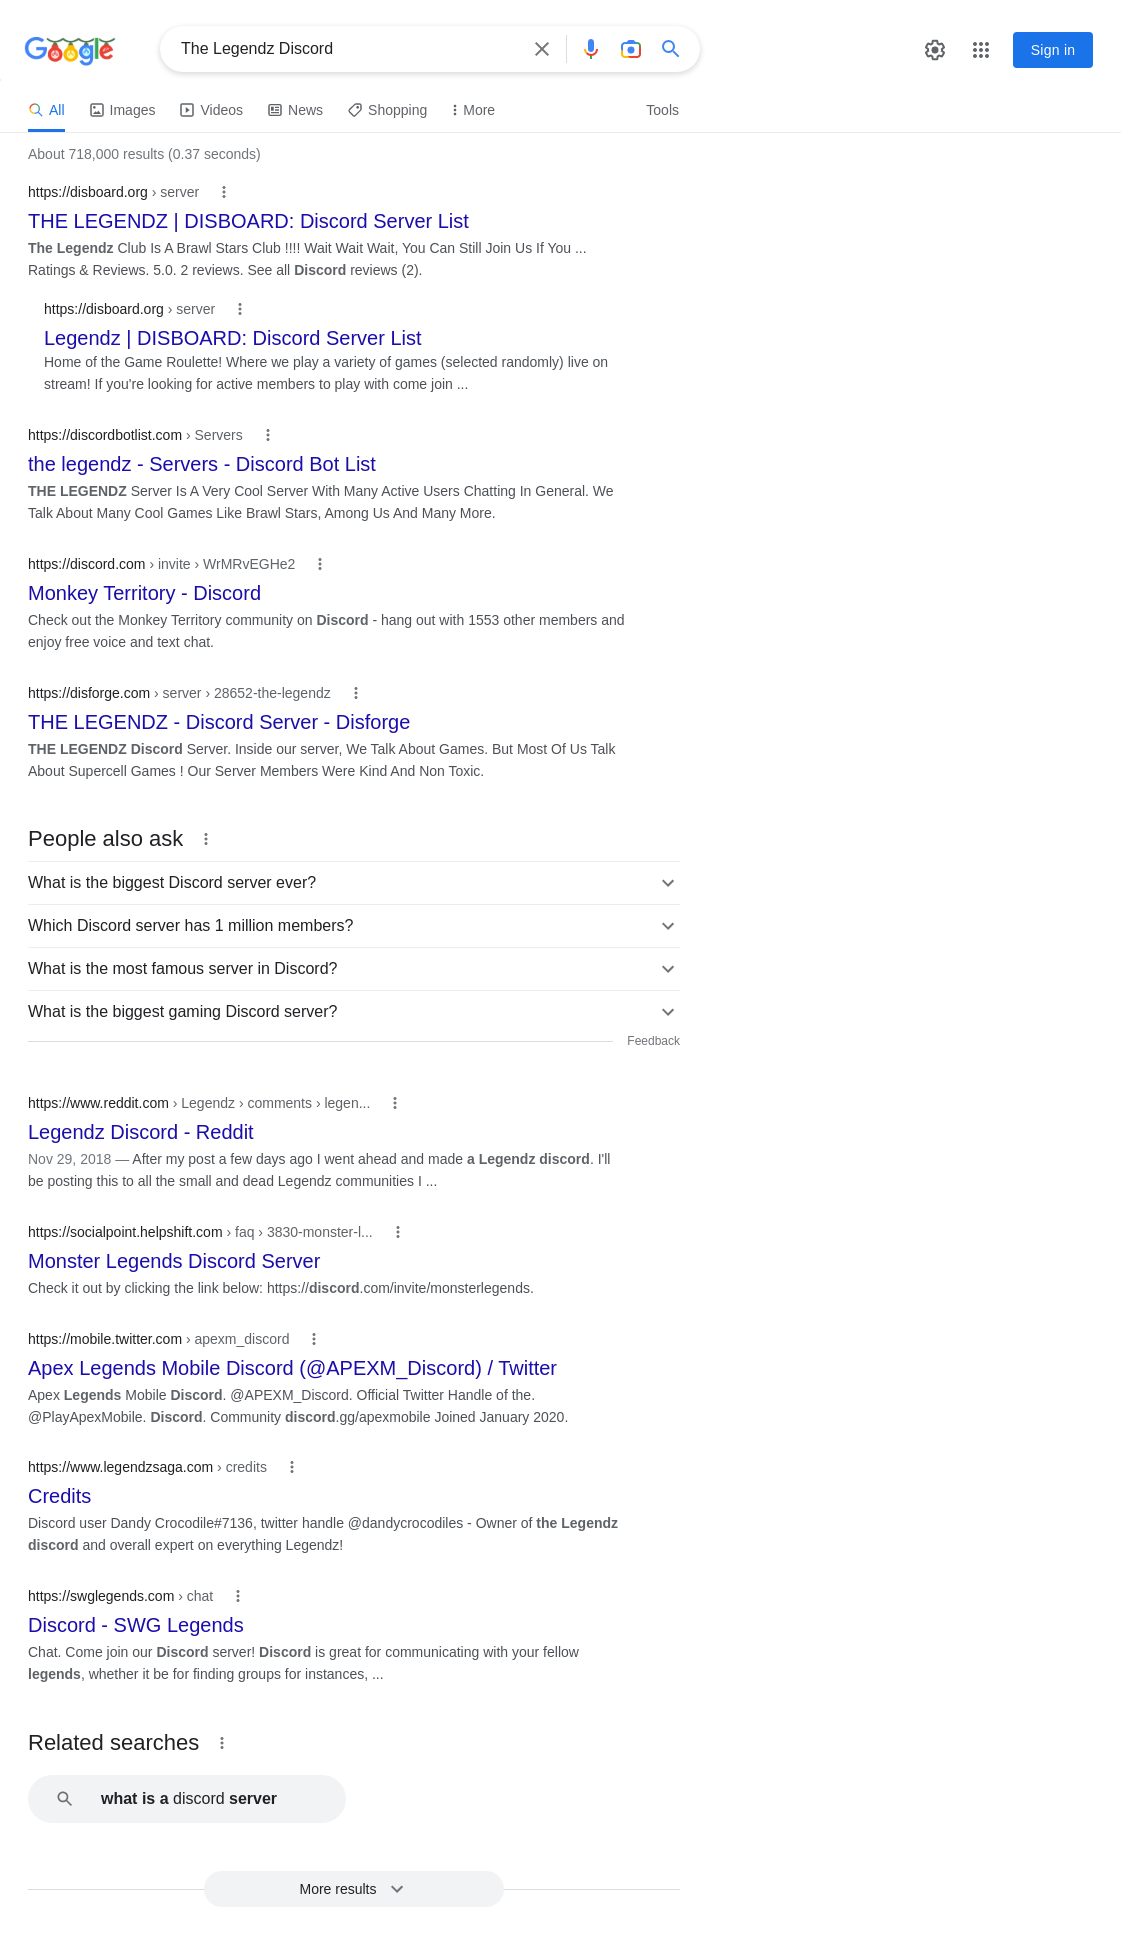 Google
The Legendz Discord
Sign in
All
Images
Videos
News
Shopping
More
Tools
About 718,000 results (0.37 seconds)
https://disboard.org › server
THE LEGENDZ | DISBOARD: Discord Server List
The Legendz Club Is A Brawl Stars Club !!!! Wait Wait Wait, You Can Still Join Us If You ...
Ratings & Reviews. 5.0. 2 reviews. See all Discord reviews (2).
https://disboard.org › server
Legendz | DISBOARD: Discord Server List
Home of the Game Roulette! Where we play a variety of games (selected randomly) live on
stream! If you're looking for active members to play with come join ...
https://discordbotlist.com › Servers
the legendz - Servers - Discord Bot List
THE LEGENDZ Server Is A Very Cool Server With Many Active Users Chatting In General. We
Talk About Many Cool Games Like Brawl Stars, Among Us And Many More.
https://discord.com › invite › WrMRvEGHe2
Monkey Territory - Discord
Check out the Monkey Territory community on Discord - hang out with 1553 other members and
enjoy free voice and text chat.
https://disforge.com › server › 28652-the-legendz
THE LEGENDZ - Discord Server - Disforge
THE LEGENDZ Discord Server. Inside our server, We Talk About Games. But Most Of Us Talk
About Supercell Games ! Our Server Members Were Kind And Non Toxic.
People also ask
What is the biggest Discord server ever?
Which Discord server has 1 million members?
What is the most famous server in Discord?
What is the biggest gaming Discord server?
Feedback
https://www.reddit.com › Legendz › comments › legen...
Legendz Discord - Reddit
Nov 29, 2018 — After my post a few days ago I went ahead and made a Legendz discord. I'll
be posting this to all the small and dead Legendz communities I ...
https://socialpoint.helpshift.com › faq › 3830-monster-l...
Monster Legends Discord Server
Check it out by clicking the link below: https://discord.com/invite/monsterlegends.
https://mobile.twitter.com › apexm_discord
Apex Legends Mobile Discord (@APEXM_Discord) / Twitter
Apex Legends Mobile Discord. @APEXM_Discord. Official Twitter Handle of the.
@PlayApexMobile. Discord. Community discord.gg/apexmobile Joined January 2020.
https://www.legendzsaga.com › credits
Credits
Discord user Dandy Crocodile#7136, twitter handle @dandycrocodiles - Owner of the Legendz
discord and overall expert on everything Legendz!
https://swglegends.com › chat
Discord - SWG Legends
Chat. Come join our Discord server! Discord is great for communicating with your fellow
legends, whether it be for finding groups for instances, ...
Related searches
what is a discord server
More results